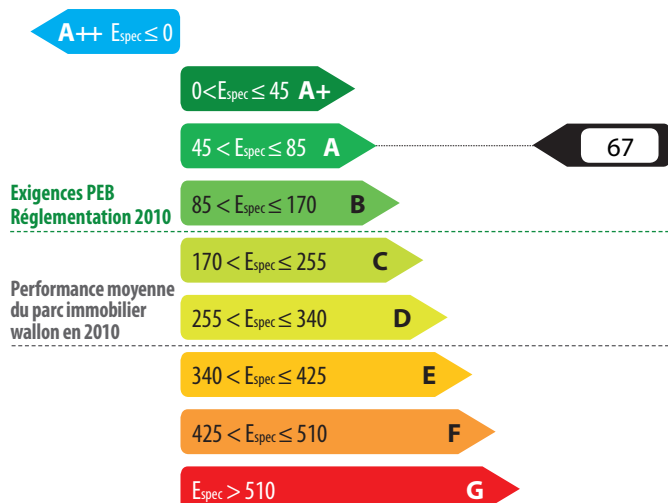 A++ Espec ≤ 0
0<Espec ≤ 45 A+
45 < Espec ≤ 85 A
67
Exigences PEB
Réglementation 2010
85 < Espec ≤ 170 B
170 < Espec ≤ 255 C
Performance moyenne
du parc immobilier
wallon en 2010
255 < Espec ≤ 340 D
340 < Espec ≤ 425 E
425 < Espec ≤ 510 F
Espec > 510 G